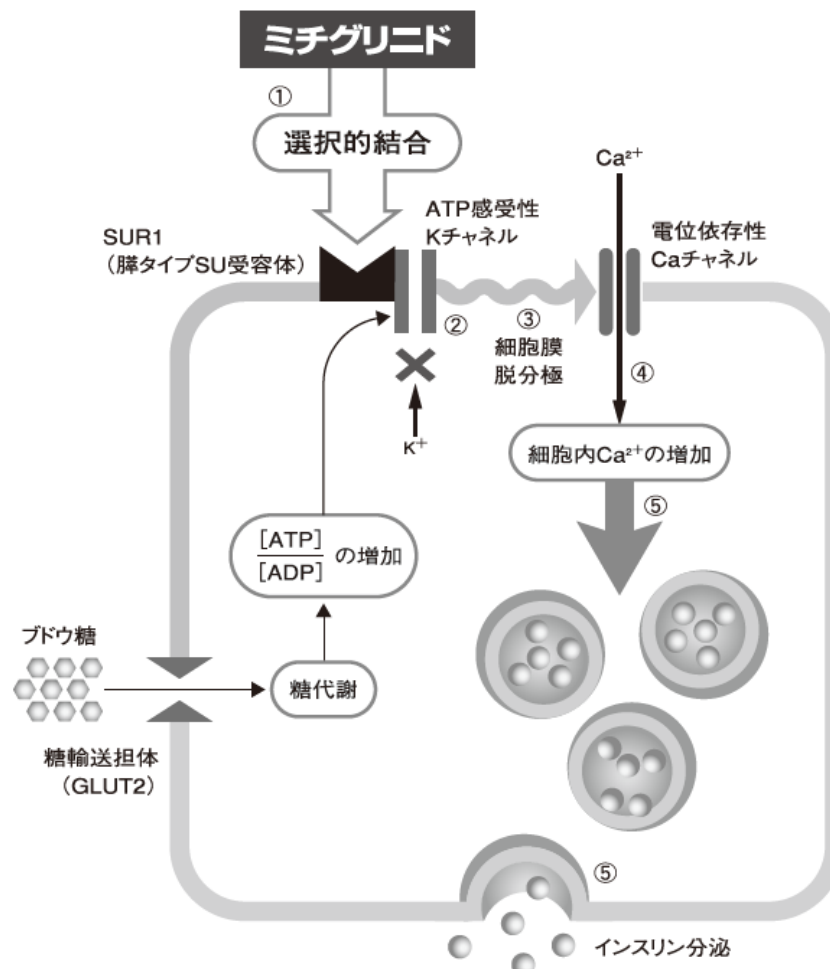 ミチグリニド
①
選択的結合
Ca²⁺
ATP感受性
Kチャネル
SUR1
（膵タイプSU受容体）
電位依存性
Caチャネル
②
③
細胞膜
脱分極
④
K⁺
細胞内Ca²⁺の増加
⑤
[ATP]
[ADP]
の増加
ブドウ糖
糖代謝
糖輸送担体
（GLUT2）
⑤
インスリン分泌